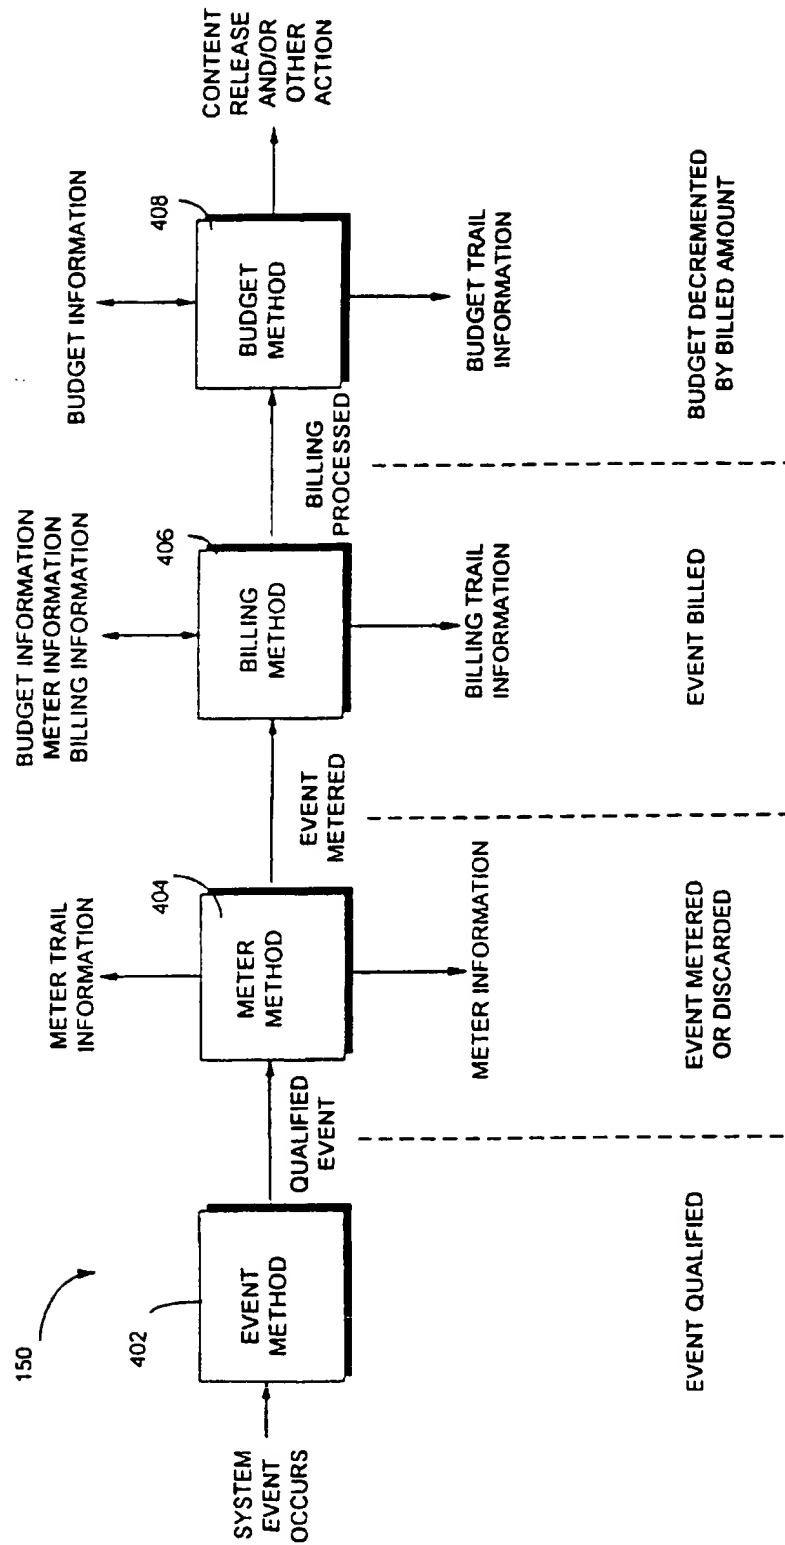 150
SYSTEM
EVENT
OCCURS
402
EVENT
METHOD
QUALIFIED
EVENT
METER TRAIL
INFORMATION
404
METER
METHOD
METER INFORMATION
EVENT
METERED
BUDGET INFORMATION
METER INFORMATION
BILLING INFORMATION
406
BILLING
METHOD
BILLING TRAIL
INFORMATION
BILLING
PROCESSED
BUDGET INFORMATION
408
BUDGET
METHOD
BUDGET TRAIL
INFORMATION
CONTENT
RELEASE
AND/OR
OTHER
ACTION
EVENT QUALIFIED
EVENT METERED
OR DISCARDED
EVENT BILLED
BUDGET DECREMENTED
BY BILLED AMOUNT